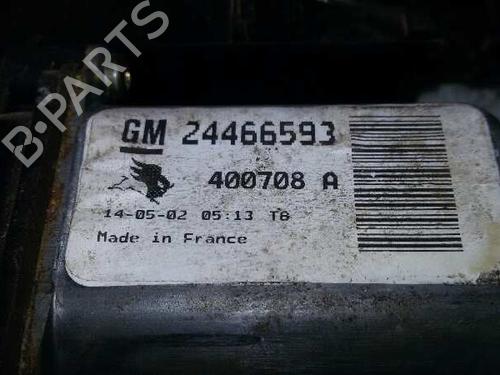 B-PARTS
GM 24466593
400708 A
14-05-02 05:13 TB
Made in France